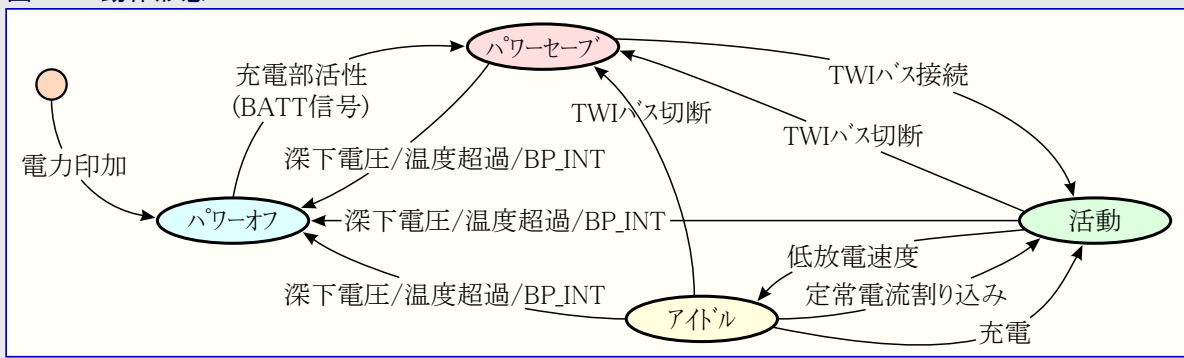 パワーセーブ
充電部活性
(BATT信号)
TWIバス接続
TWIバス切断
TWIバス切断
電力印加
深下電圧/温度超過/BP_INT
パワーオフ
深下電圧/温度超過/BP_INT
活動
低放電速度
深下電圧/温度超過/BP_INT
定常電流割り込み
アイドル
充電